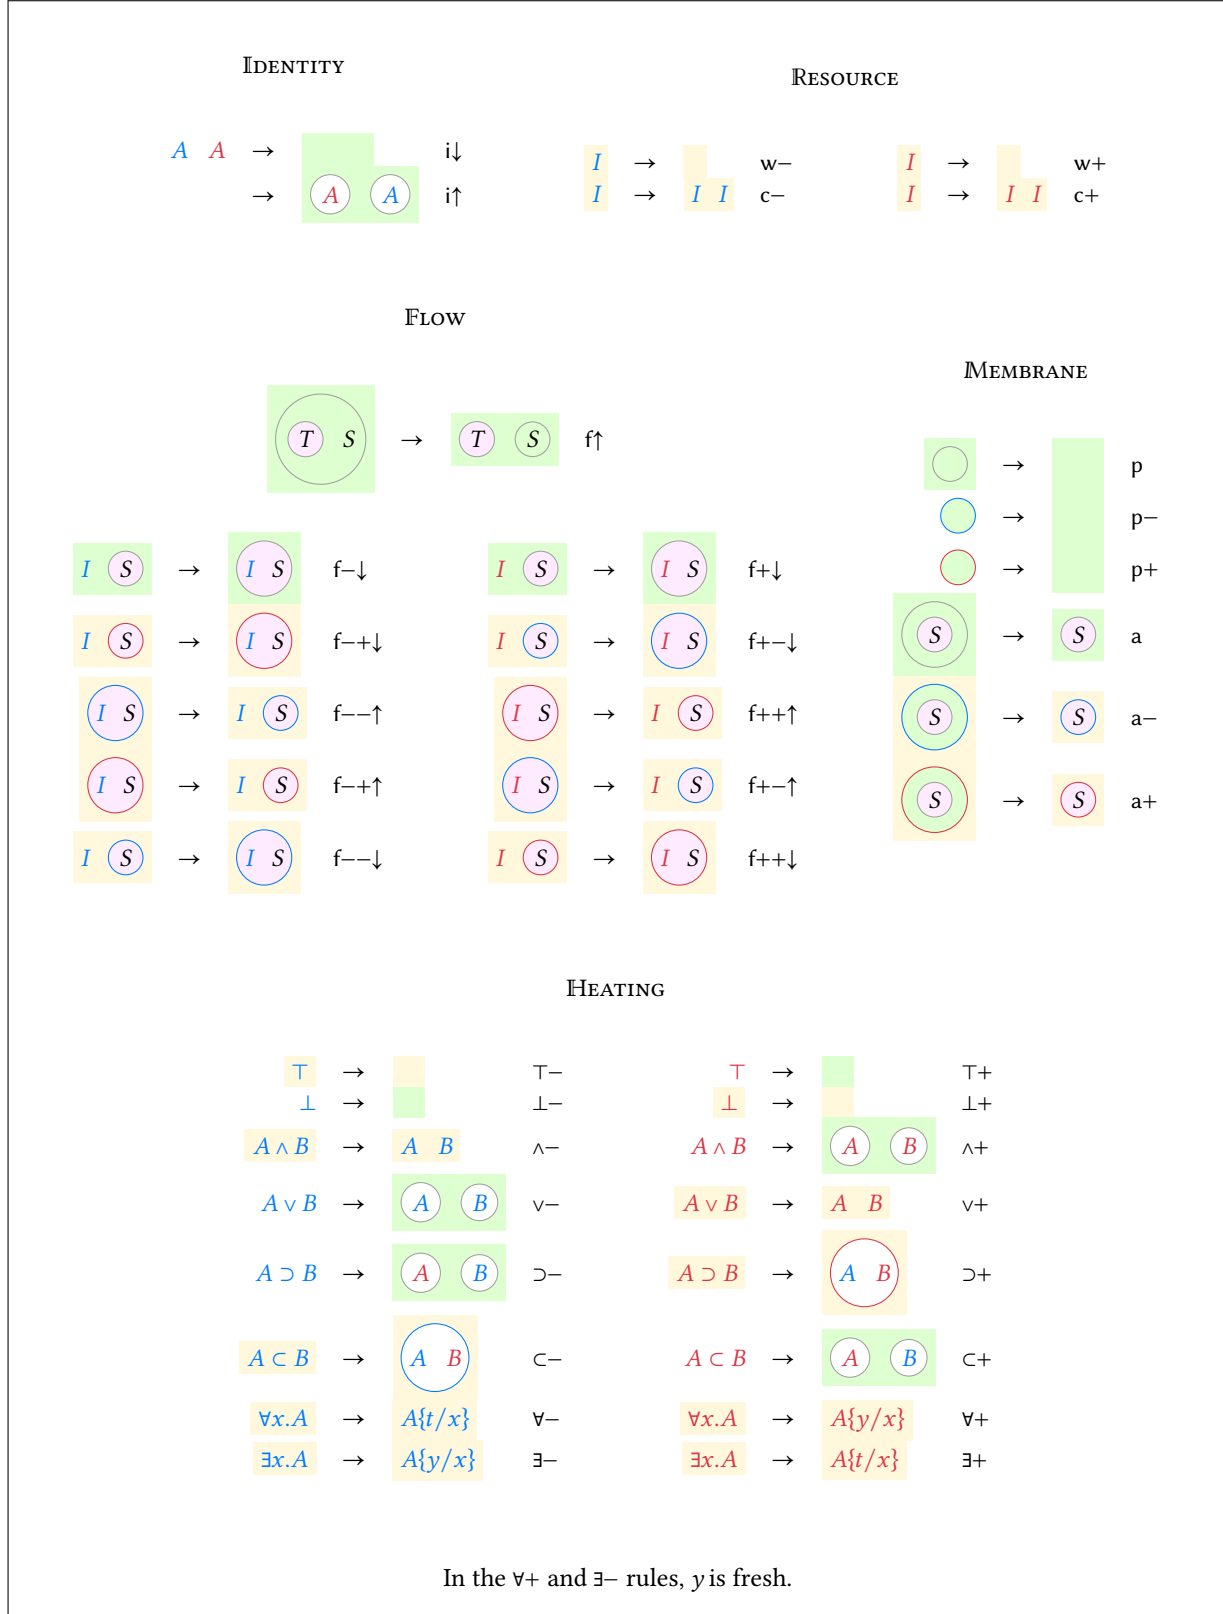 IDENTITY
A A → i↓
→ A A i↑
RESOURCE
I → w−
I → I I c−
I → w+
I → I I c+
FLOW
T S → T S f↑
I S → I S f−↓
I S → I S f−+↓
I S → I S f−−↑
I S → I S f−+↑
I S → I S f−−↓
I S → I S f+↓
I S → I S f+−↓
I S → I S f++↑
I S → I S f+−↑
I S → I S f++↓
MEMBRANE
→ p
→ p−
→ p+
S → S a
S → S a−
S → S a+
HEATING
⊤ → ⊤−
⊥ → ⊥−
A ∧ B → A B ∧−
A ∨ B → A B ∨−
A ⊃ B → A B ⊃−
A ⊂ B → A B ⊂−
∀x.A → A{t/x} ∀−
∃x.A → A{y/x} ∃−
⊤ → ⊤+
⊥ → ⊥+
A ∧ B → A B ∧+
A ∨ B → A B ∨+
A ⊃ B → A B ⊃+
A ⊂ B → A B ⊂+
∀x.A → A{y/x} ∀+
∃x.A → A{t/x} ∃+
In the ∀+ and ∃− rules, y is fresh.